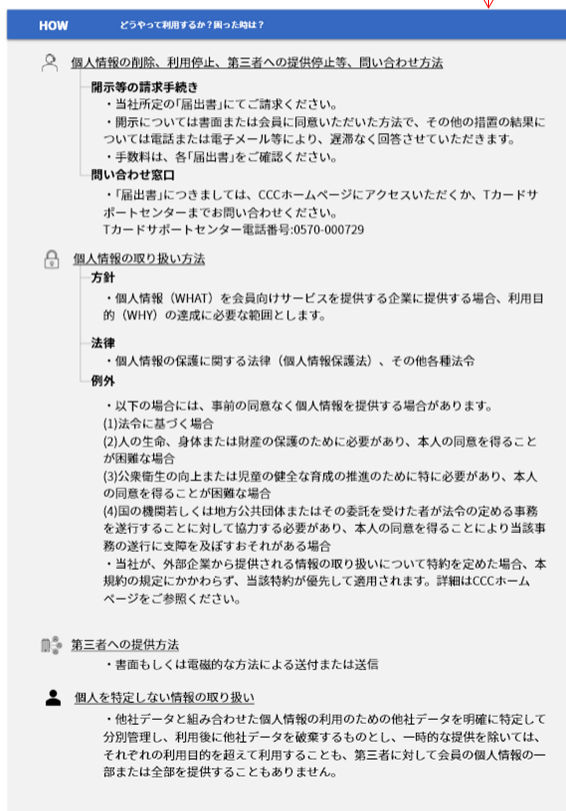 HOW どうやって利用するか？困った時は？
個人情報の削除、利用停止、第三者への提供停止等、問い合わせ方法
開示等の請求手続き
・当社所定の「届出書」にてご請求ください。
・開示については書面または会員に同意いただいた方法で、その他の措置の結果に
ついては電話または電子メール等により、遅滞なく回答させていただきます。
・手数料は、各「届出書」をご確認ください。
問い合わせ窓口
・「届出書」につきましては、CCCホームページにアクセスいただくか、Tカードサ
ポートセンターまでお問い合わせください。
Tカードサポートセンター電話番号:0570-000729
個人情報の取り扱い方法
方針
・個人情報（WHAT）を会員向けサービスを提供する企業に提供する場合、利用目
的（WHY）の達成に必要な範囲とします。
法律
・個人情報の保護に関する法律（個人情報保護法）、その他各種法令
例外
・以下の場合には、事前の同意なく個人情報を提供する場合があります。
(1)法令に基づく場合
(2)人の生命、身体または財産の保護のために必要があり、本人の同意を得ること
が困難な場合
(3)公衆衛生の向上または児童の健全な育成の推進のために特に必要があり、本人
の同意を得ることが困難な場合
(4)国の機関若しくは地方公共団体またはその委託を受けた者が法令の定める事務
を遂行することに対して協力する必要があり、本人の同意を得ることにより当該事
務の遂行に支障を及ぼすおそれがある場合
・当社が、外部企業から提供される情報の取り扱いについて特約を定めた場合、本
規約の規定にかかわらず、当該特約が優先して適用されます。詳細はCCCホーム
ページをご参照ください。
第三者への提供方法
・書面もしくは電磁的な方法による送付または送信
個人を特定しない情報の取り扱い
・他社データと組み合わせた個人情報の利用のための他社データを明確に特定して
分別管理し、利用後に他社データを破棄するものとし、一時的な提供を除いては、
それぞれの利用目的を超えて利用することも、第三者に対して会員の個人情報の一
部または全部を提供することもありません。